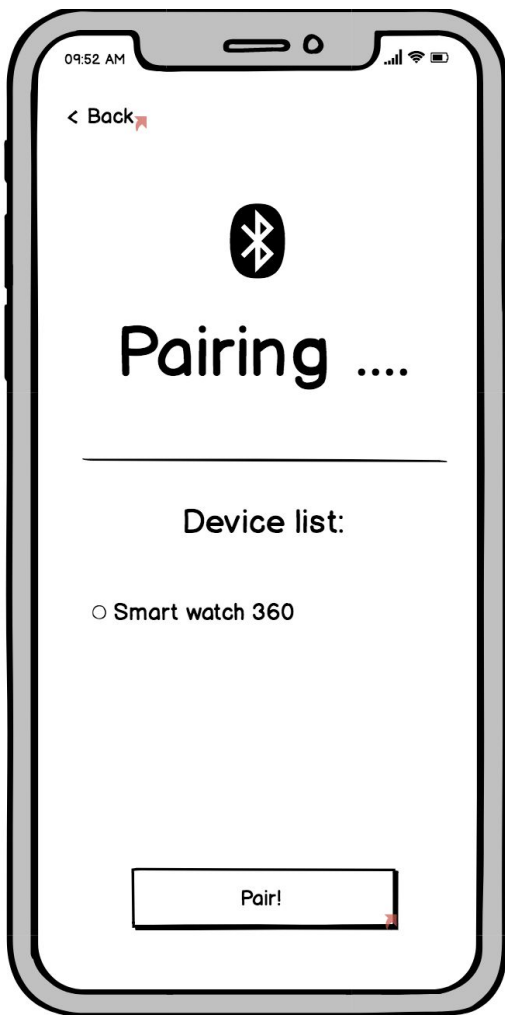 09:52 AM
< Back
Pairing ....
Device list:
Smart watch 360
Pair!